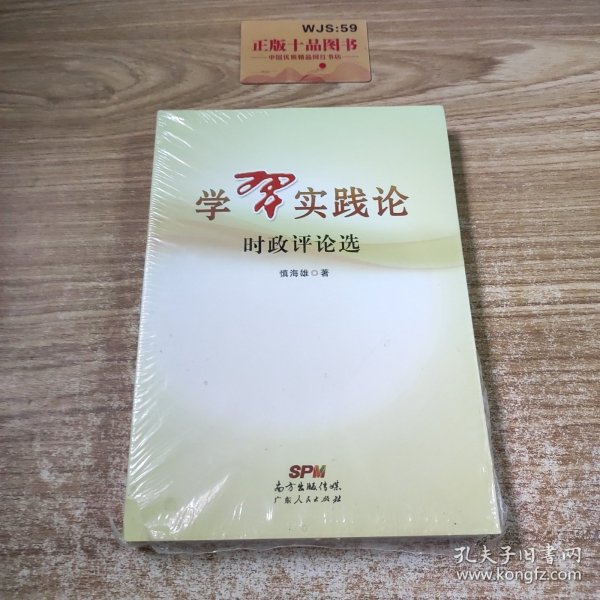 WJS:59
正版十品图书
中国优质精品网红书店
学习实践论
时政评论选
慎海雄◎著
SPM
南方出版传媒
广东人民出版社
孔夫子旧书网
www.kongfz.com